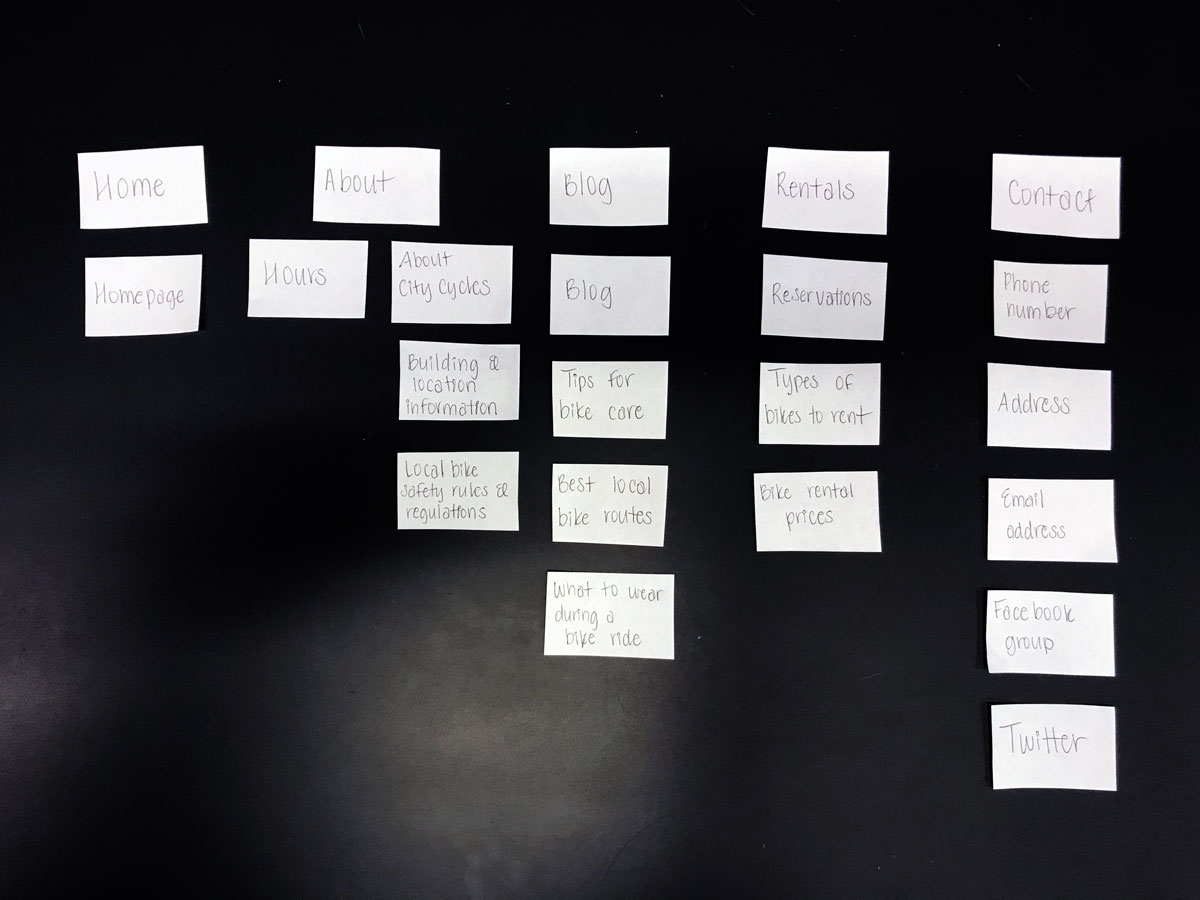 Home
About
Blog
Rentals
Contact
Homepage
Hours
About
City Cycles
Blog
Reservations
Phone
number
Building &
location
information
Tips for
bike care
Types of
bikes to rent
Address
Local bike
safety rules &
regulations
Best local
bike routes
Bike rental
prices
Email
address
What to wear
during a
bike ride
Facebook
group
Twitter